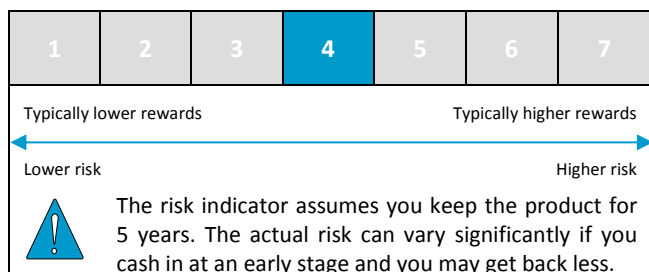 1 2 3 4 5 6 7
Typically lower rewards Typically higher rewards
Lower risk Higher risk
The risk indicator assumes you keep the product for
5 years. The actual risk can vary significantly if you
cash in at an early stage and you may get back less.